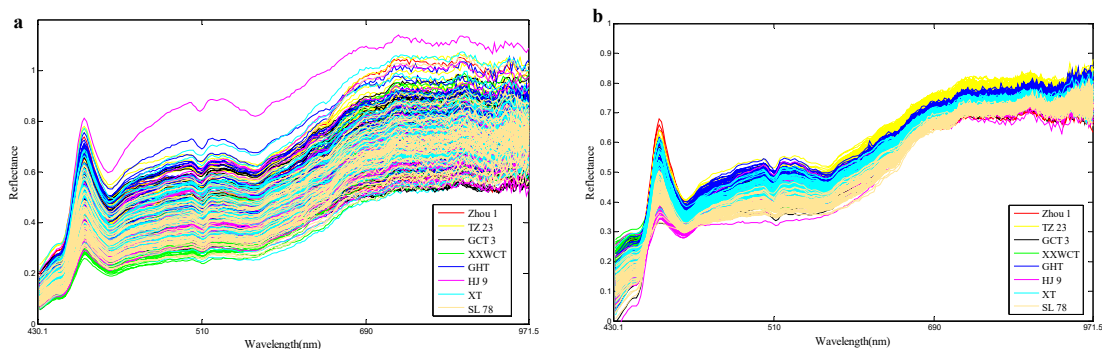 a
1
0.8
0.6
0.4
0.2
0
Reflectance
430.1
510
690
971.5
Wavelength(nm)
Zhou 1
TZ 23
GCT 3
XXWCT
GHT
HJ 9
XT
SL 78
b
1
0.9
0.8
0.7
0.6
0.5
0.4
0.3
0.2
0.1
0
Reflectance
430.1
510
690
971.5
Wavelength(nm)
Zhou 1
TZ 23
GCT 3
XXWCT
GHT
HJ 9
XT
SL 78